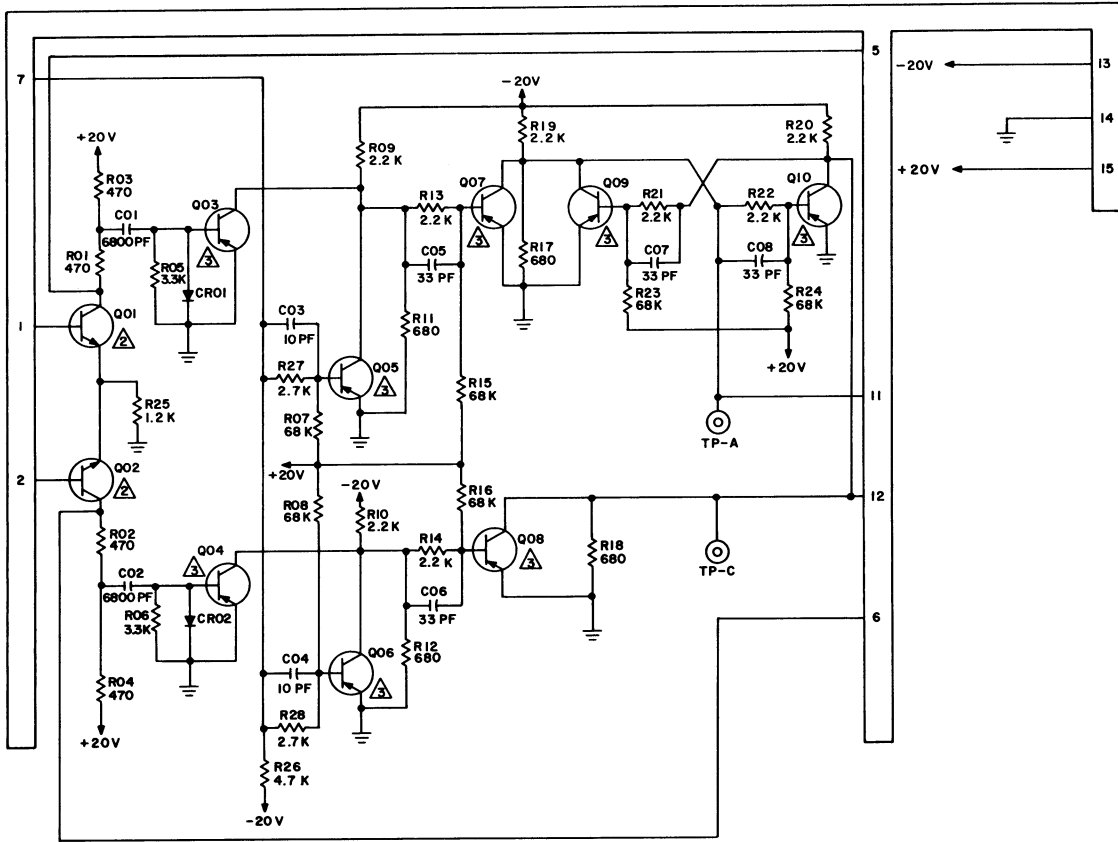 5
7
-20V
13
-20V
+20V
R19
2.2 K
R20
2.2 K
14
R09
2.2 K
+20V
15
R03
470
Q03
Q07
Q09
Q10
R13
2.2 K
R21
2.2 K
R22
2.2 K
C01
6800 PF
3
3
3
3
R01
470
R05
3.3K
R17
680
C05
33 PF
C07
33 PF
C08
33 PF
CR01
R23
68K
R24
68K
C03
10 PF
R11
680
1
Q01
2
R27
2.7 K
Q05
3
+20V
R15
68K
R25
1.2 K
11
R07
68 K
TP-A
2
Q02
2
+20V
-20V
R16
68K
12
R08
68K
R10
2.2 K
R02
470
R14
2.2 K
Q08
3
R18
680
Q04
3
TP-C
C02
6800PF
C06
33 PF
R06
3.3K
CR02
6
R12
680
C04
10 PF
Q06
3
R04
470
R28
2.7K
+20V
R26
4.7 K
-20V